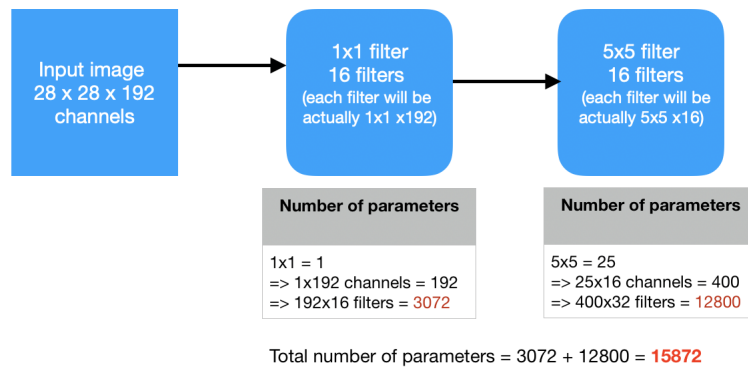 Input image
28 x 28 x 192
channels
1x1 filter
16 filters
(each filter will be
actually 1x1 x192)
5x5 filter
16 filters
(each filter will be
actually 5x5 x16)
Number of parameters
1x1 = 1
=> 1x192 channels = 192
=> 192x16 filters = 3072
Number of parameters
5x5 = 25
=> 25x16 channels = 400
=> 400x32 filters = 12800
Total number of parameters = 3072 + 12800 = 15872